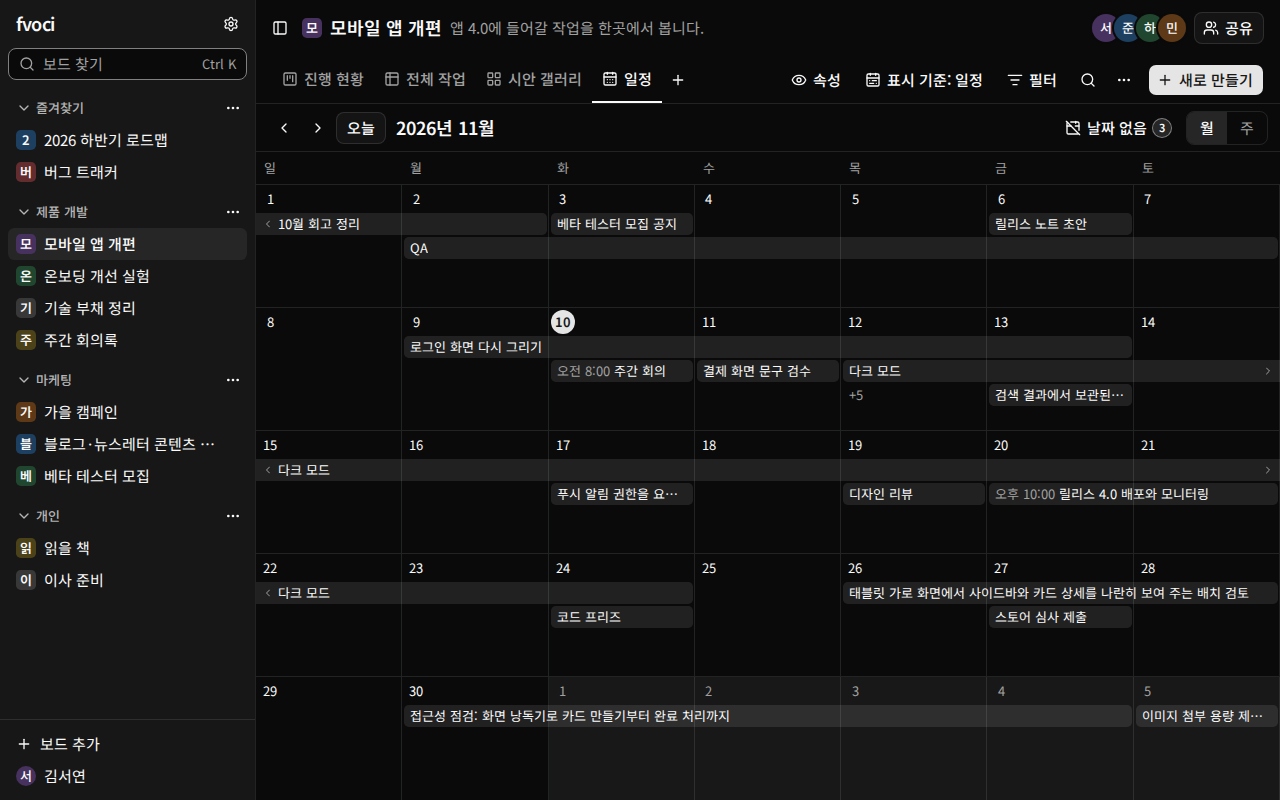 fvoci
보드 찾기 Ctrl K
즐겨찾기
2 2026 하반기 로드맵
버 버그 트래커
제품 개발
모 모바일 앱 개편
온 온보딩 개선 실험
기 기술 부채 정리
주 주간 회의록
마케팅
가 가을 캠페인
블 블로그·뉴스레터 콘텐츠 …
베 베타 테스터 모집
개인
읽 읽을 책
이 이사 준비
보드 추가
서 김서연
모 모바일 앱 개편 앱 4.0에 들어갈 작업을 한곳에서 봅니다.
서 준 하 민 공유
진행 현황 전체 작업 시안 갤러리 일정
속성 표시 기준: 일정 필터 새로 만들기
오늘 2026년 11월
날짜 없음 3 월 주
일 월 화 수 목 금 토
1 2 3 4 5 6 7
10월 회고 정리 베타 테스터 모집 공지 릴리스 노트 초안
QA
8 9 10 11 12 13 14
로그인 화면 다시 그리기
오전 8:00 주간 회의 결제 화면 문구 검수 다크 모드
+5 검색 결과에서 보관된…
15 16 17 18 19 20 21
다크 모드
푸시 알림 권한을 요… 디자인 리뷰 오후 10:00 릴리스 4.0 배포와 모니터링
22 23 24 25 26 27 28
다크 모드 태블릿 가로 화면에서 사이드바와 카드 상세를 나란히 보여 주는 배치 검토
코드 프리즈 스토어 심사 제출
29 30 1 2 3 4 5
접근성 점검: 화면 낭독기로 카드 만들기부터 완료 처리까지 이미지 첨부 용량 제…